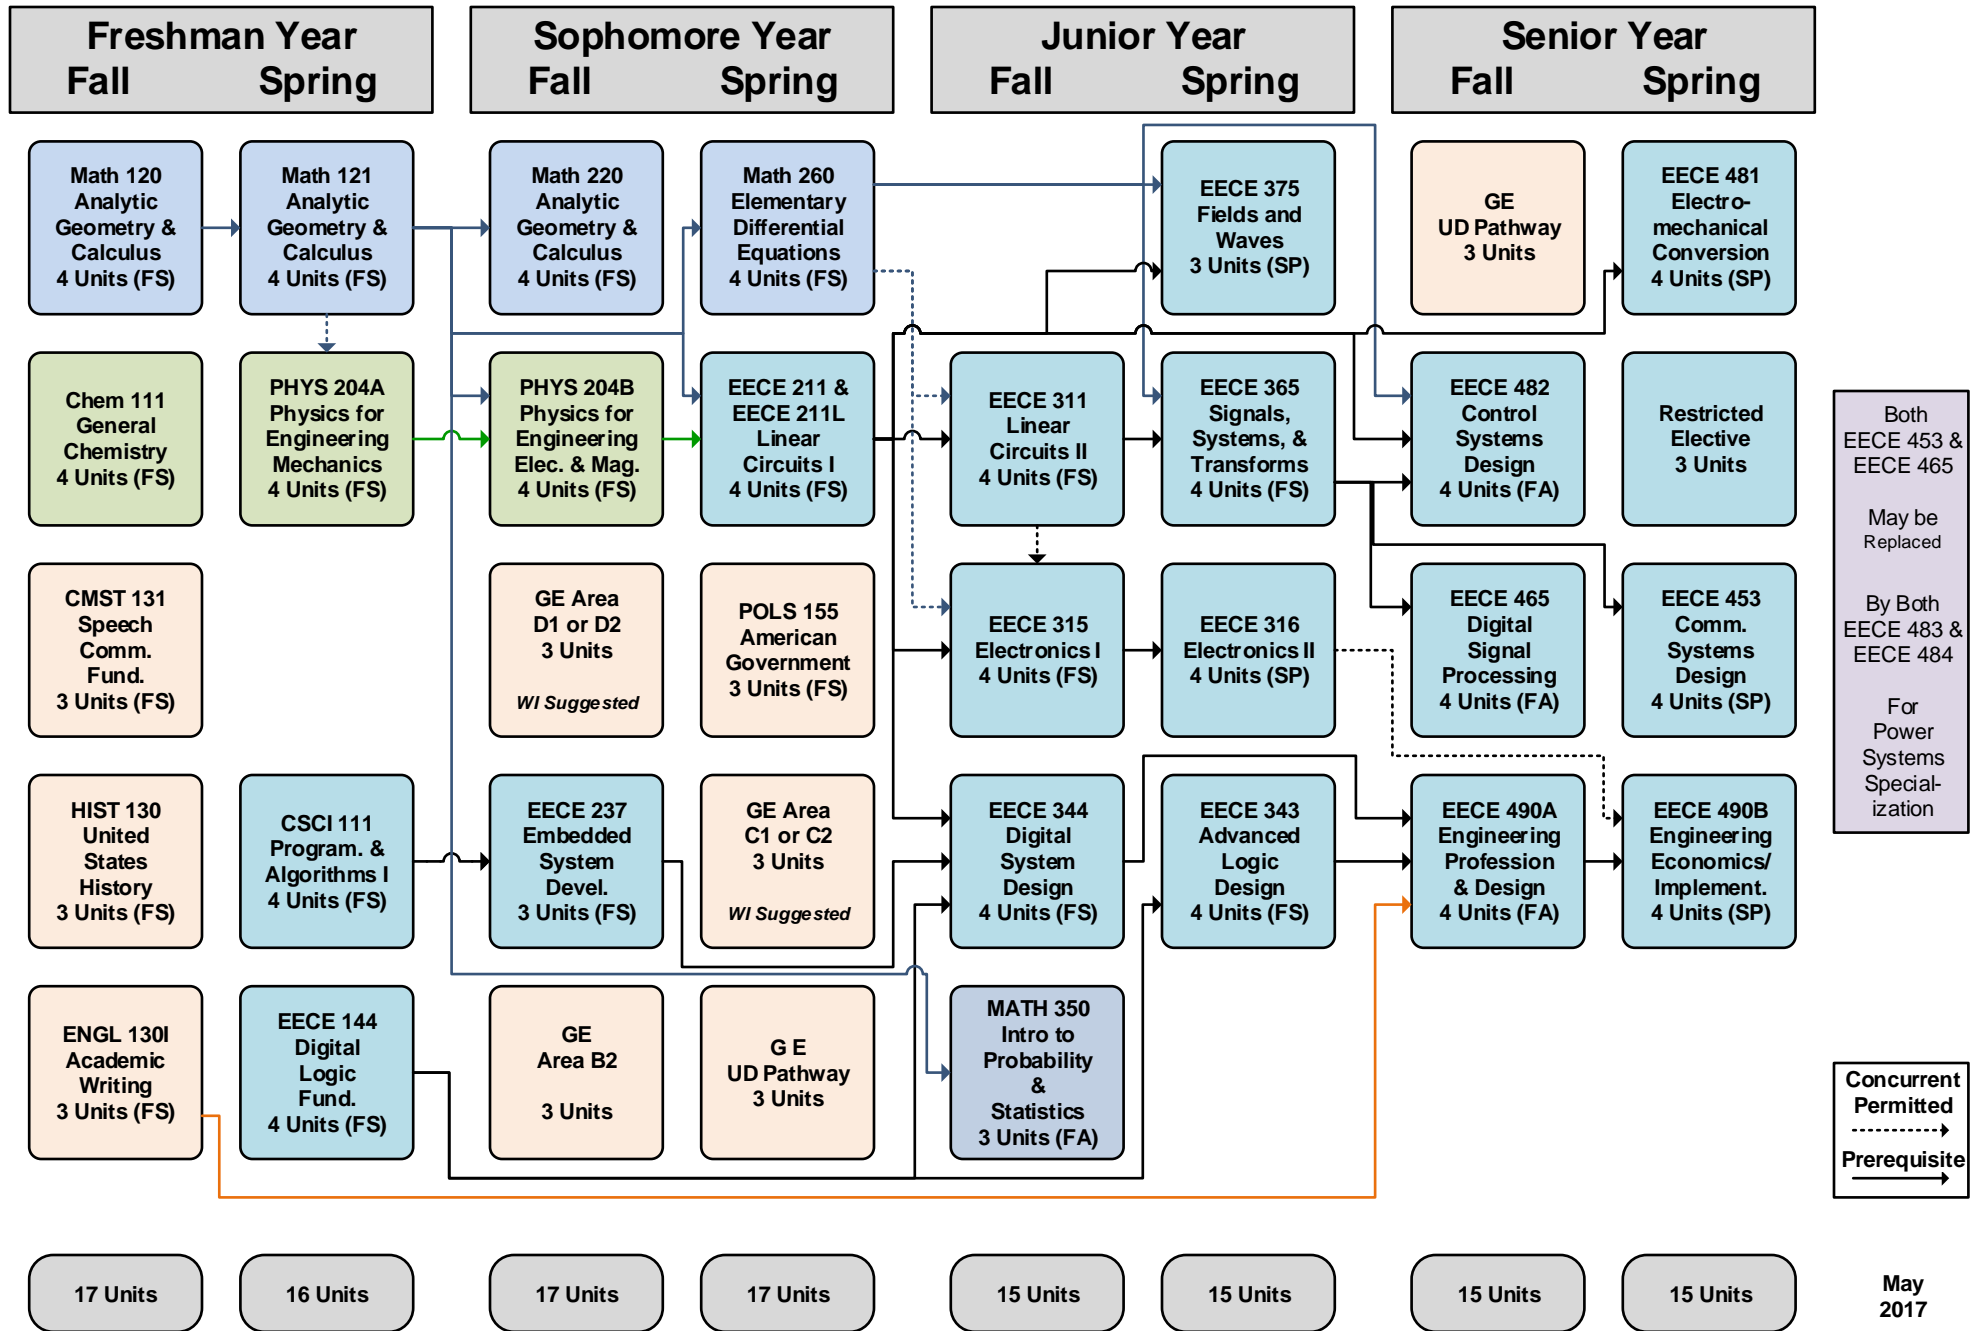 Freshman Year
Fall Spring
Sophomore Year
Fall Spring
Junior Year
Fall Spring
Senior Year
Fall Spring
Math 120
Analytic
Geometry &
Calculus
4 Units (FS)
Math 121
Analytic
Geometry &
Calculus
4 Units (FS)
Math 220
Analytic
Geometry &
Calculus
4 Units (FS)
Math 260
Elementary
Differential
Equations
4 Units (FS)
EECE 375
Fields and
Waves
3 Units (SP)
GE
UD Pathway
3 Units
EECE 481
Electro-
mechanical
Conversion
4 Units (SP)
Chem 111
General
Chemistry
4 Units (FS)
PHYS 204A
Physics for
Engineering
Mechanics
4 Units (FS)
PHYS 204B
Physics for
Engineering
Elec. & Mag.
4 Units (FS)
EECE 211 &
EECE 211L
Linear
Circuits I
4 Units (FS)
EECE 311
Linear
Circuits II
4 Units (FS)
EECE 365
Signals,
Systems, &
Transforms
4 Units (FS)
EECE 482
Control
Systems
Design
4 Units (FA)
Restricted
Elective
3 Units
CMST 131
Speech
Comm.
Fund.
3 Units (FS)
GE Area
D1 or D2
3 Units
WI Suggested
POLS 155
American
Government
3 Units (FS)
EECE 315
Electronics I
4 Units (FS)
EECE 316
Electronics II
4 Units (SP)
EECE 465
Digital
Signal
Processing
4 Units (FA)
EECE 453
Comm.
Systems
Design
4 Units (SP)
HIST 130
United
States
History
3 Units (FS)
CSCI 111
Program. &
Algorithms I
4 Units (FS)
EECE 237
Embedded
System
Devel.
3 Units (FS)
GE Area
C1 or C2
3 Units
WI Suggested
EECE 344
Digital
System
Design
4 Units (FS)
EECE 343
Advanced
Logic
Design
4 Units (FS)
EECE 490A
Engineering
Profession
& Design
4 Units (FA)
EECE 490B
Engineering
Economics/
Implement.
4 Units (SP)
ENGL 130I
Academic
Writing
3 Units (FS)
EECE 144
Digital
Logic
Fund.
4 Units (FS)
GE
Area B2
3 Units
G E
UD Pathway
3 Units
MATH 350
Intro to
Probability
&
Statistics
3 Units (FA)
Both
EECE 453 &
EECE 465
May be
Replaced
By Both
EECE 483 &
EECE 484
For
Power
Systems
Special-
ization
Concurrent
Permitted
Prerequisite
17 Units
16 Units
17 Units
17 Units
15 Units
15 Units
15 Units
15 Units
May
2017